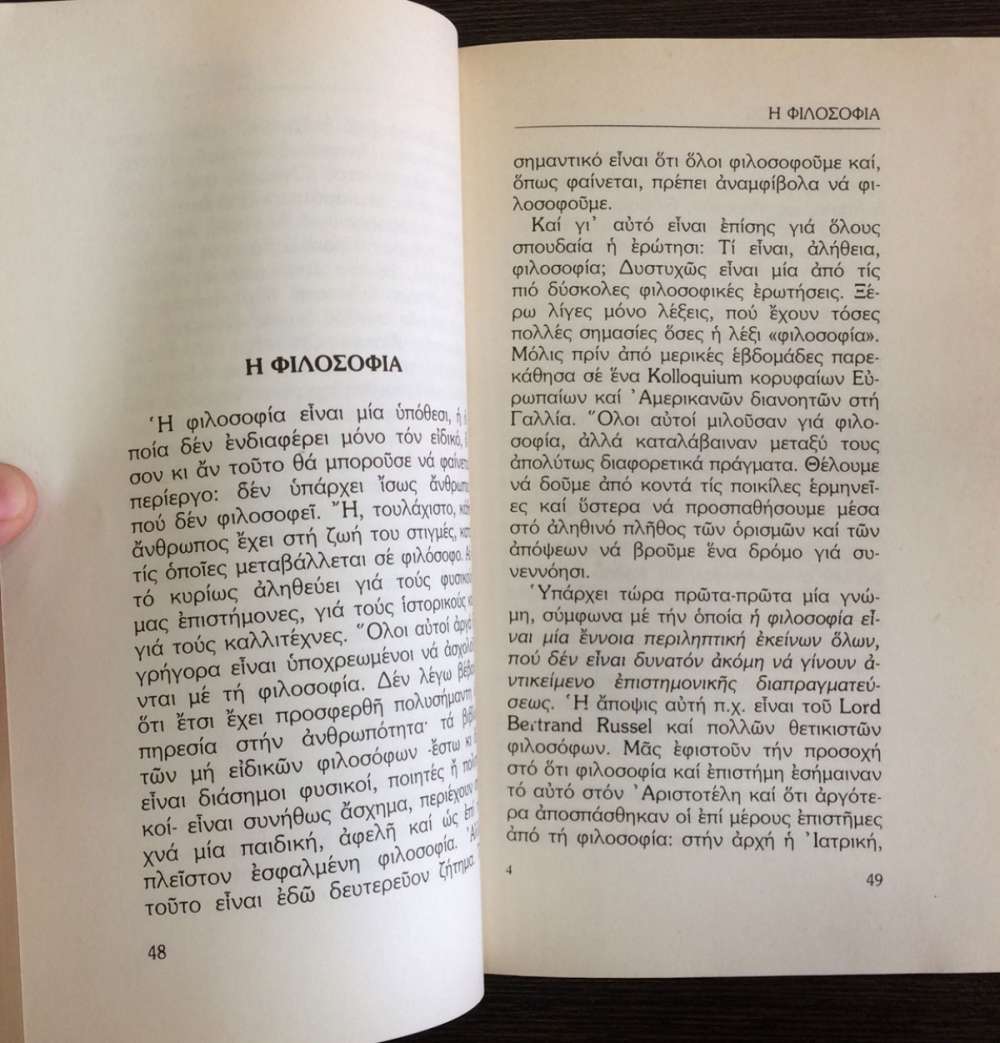 Η ΦΙΛΟΣΟΦΙΑ
Ἡ φιλοσοφία εἶναι μία ὑπόθεσι, ἡ
ποία δέν ἐνδιαφέρει μόνο τόν εἰδικό,
σον κι ἄν τοῦτο θά μποροῦσε νά φαίνετα
περίεργο: δέν ὑπάρχει ἴσως ἄνθρωπο
πού δέν φιλοσοφεῖ. Ἤ, τουλάχιστο, κάθ
ἄνθρωπος ἔχει στή ζωή του στιγμές, κατ
τίς ὁποῖες μεταβάλλεται σέ φιλόσοφο.
τό κυρίως ἀληθεύει γιά τούς φυσικού
μας ἐπιστήμονες, γιά τούς ἱστορικούς κ
γιά τούς καλλιτέχνες. Ὅλοι αὐτοί ἀργά
γρήγορα εἶναι ὑποχρεωμένοι νά ἀσχολοῦ
νται μέ τή φιλοσοφία. Δέν λέγω βέβα
ὅτι ἔτσι ἔχει προσφερθῆ πολυσήμαντη
πηρεσία στήν ἀνθρωπότητα· τά βιβλ
τῶν μή εἰδικῶν φιλοσόφων -ἔστω κι
εἶναι διάσημοι φυσικοί, ποιητές ἤ πολιτ
κοί- εἶναι συνήθως ἄσχημα, περιέχουν
χνά μία παιδική, ἀφελῆ καί ὡς ἐπί τ
πλεῖστον ἐσφαλμένη φιλοσοφία.
τοῦτο εἶναι ἐδῶ δευτερεῦον ζήτημα.
48
Η ΦΙΛΟΣΟΦΙΑ
σημαντικό εἶναι ὅτι ὅλοι φιλοσοφοῦμε καί,
ὅπως φαίνεται, πρέπει ἀναμφίβολα νά φι-
λοσοφοῦμε.
Καί γι᾿ αὐτό εἶναι ἐπίσης γιά ὅλους
σπουδαία ἡ ἐρώτησι: Τί εἶναι, ἀλήθεια,
φιλοσοφία; Δυστυχῶς εἶναι μία ἀπό τίς
πιό δύσκολες φιλοσοφικές ἐρωτήσεις. Ξέ-
ρω λίγες μόνο λέξεις, πού ἔχουν τόσες
πολλές σημασίες ὅσες ἡ λέξι «φιλοσοφία».
Μόλις πρίν ἀπό μερικές ἑβδομάδες παρε-
κάθησα σέ ἕνα Kolloquium κορυφαίων Εὐ-
ρωπαίων καί Ἀμερικανῶν διανοητῶν στή
Γαλλία. Ὅλοι αὐτοί μιλοῦσαν γιά φιλο-
σοφία, ἀλλά καταλάβαιναν μεταξύ τους
ἀπολύτως διαφορετικά πράγματα. Θέλουμε
νά δοῦμε ἀπό κοντά τίς ποικίλες ἑρμηνεῖ-
ες καί ὕστερα νά προσπαθήσουμε μέσα
στό ἀληθινό πλῆθος τῶν ὁρισμῶν καί τῶν
ἀπόψεων νά βροῦμε ἕνα δρόμο γιά συ-
νεννόησι.
Ὑπάρχει τώρα πρῶτα-πρῶτα μία γνώ-
μη, σύμφωνα μέ τήν ὁποία ἡ φιλοσοφία εἶ-
ναι μία ἔννοια περιληπτική ἐκείνων ὅλων,
πού δέν εἶναι δυνατόν ἀκόμη νά γίνουν ἀ-
ντικείμενο ἐπιστημονικῆς διαπραγματεύ-
σεως. Ἡ ἄποψις αὐτή π.χ. εἶναι τοῦ Lord
Bertrand Russel καί πολλῶν θετικιστῶν
φιλοσόφων. Μᾶς ἐφιστοῦν τήν προσοχή
στό ὅτι φιλοσοφία καί ἐπιστήμη ἐσήμαιναν
τό αὐτό στόν Ἀριστοτέλη καί ὅτι ἀργότε-
ρα ἀποσπάσθηκαν οἱ ἐπί μέρους ἐπιστῆμες
ἀπό τή φιλοσοφία: στήν ἀρχή ἡ Ἰατρική,
4
49